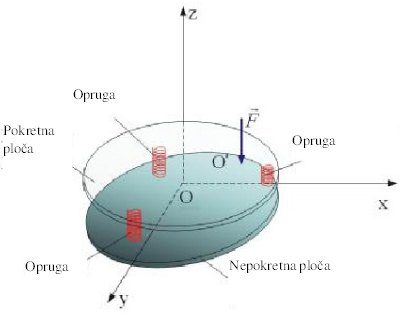 z
Opruga
F
Pokretna
ploča
Opruga
O'
O
x
Opruga
Nepokretna ploča
y